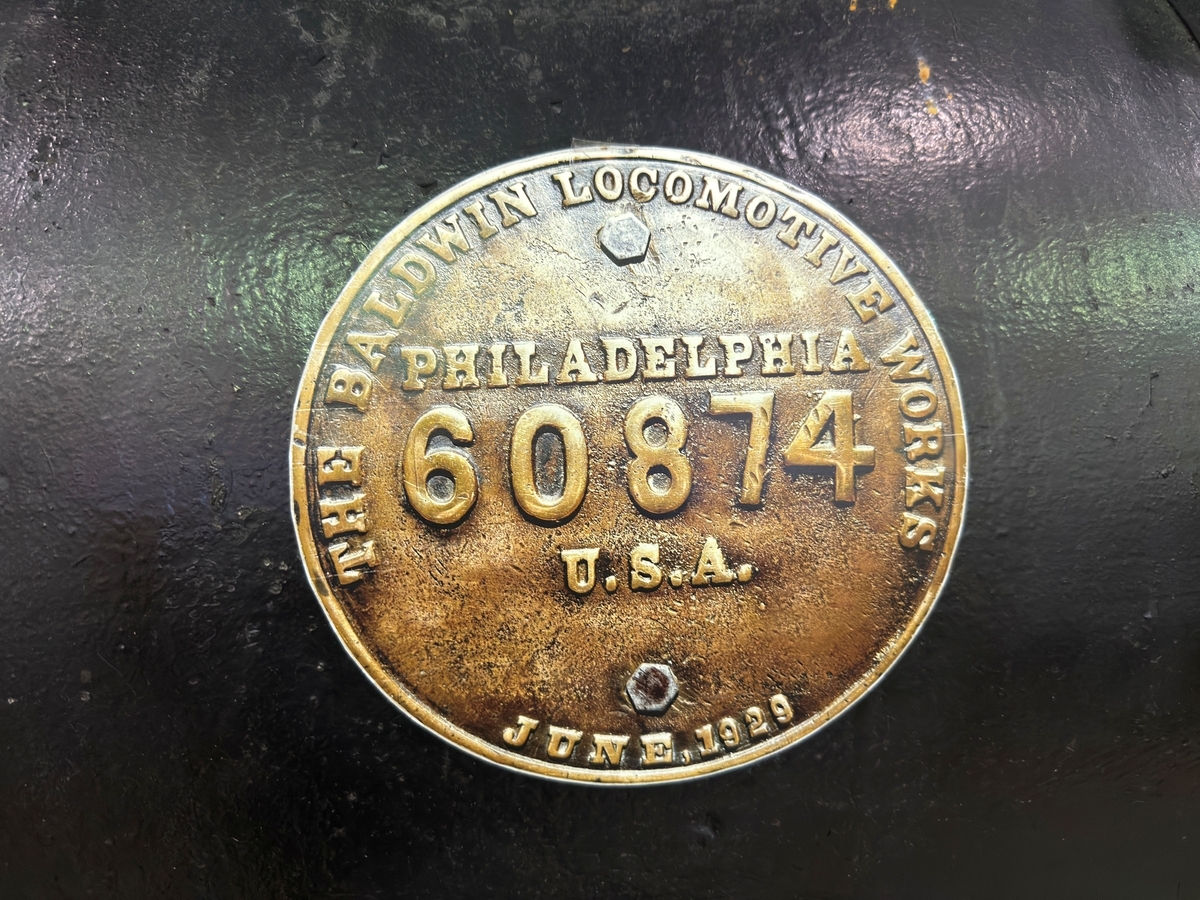 THE BALDWIN LOCOMOTIVE WORKS
PHILADELPHIA
60874
U.S.A.
JUNE, 1929